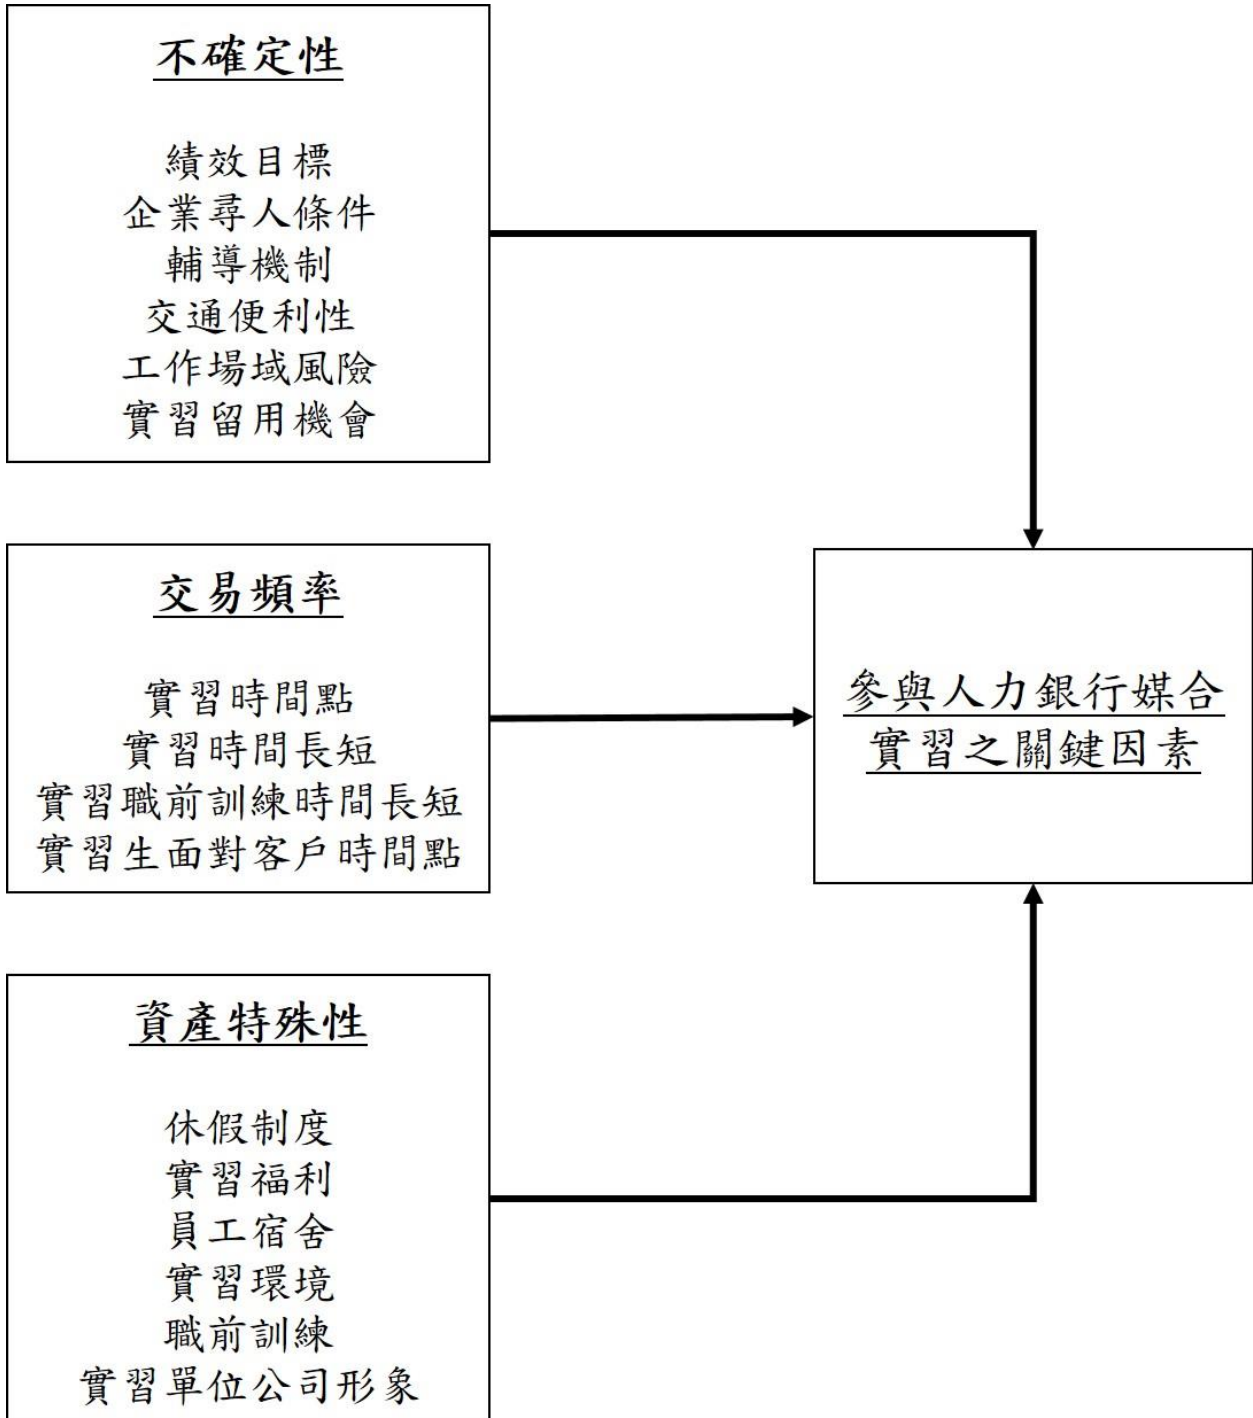 不確定性
績效目標
企業尋人條件
輔導機制
交通便利性
工作場域風險
實習留用機會
交易頻率
實習時間點
實習時間長短
實習職前訓練時間長短
實習生面對客戶時間點
資產特殊性
休假制度
實習福利
員工宿舍
實習環境
職前訓練
實習單位公司形象
參與人力銀行媒合
實習之關鍵因素